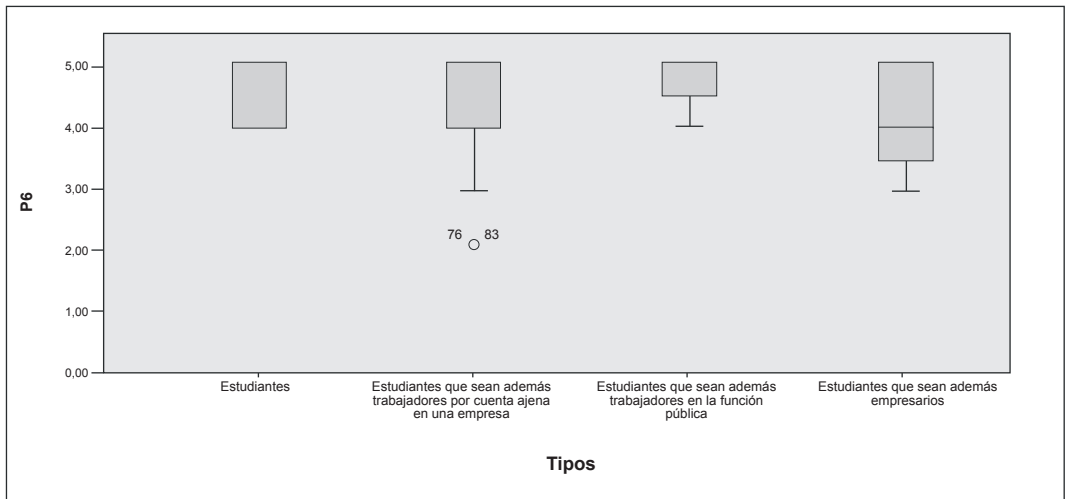 P6
5,00
4,00
3,00
2,00
1,00
0,00
76 83
Estudiantes
Estudiantes que sean además
trabajadores por cuenta ajena
en una empresa
Estudiantes que sean además
trabajadores en la función
pública
Estudiantes que sean además
empresarios
Tipos